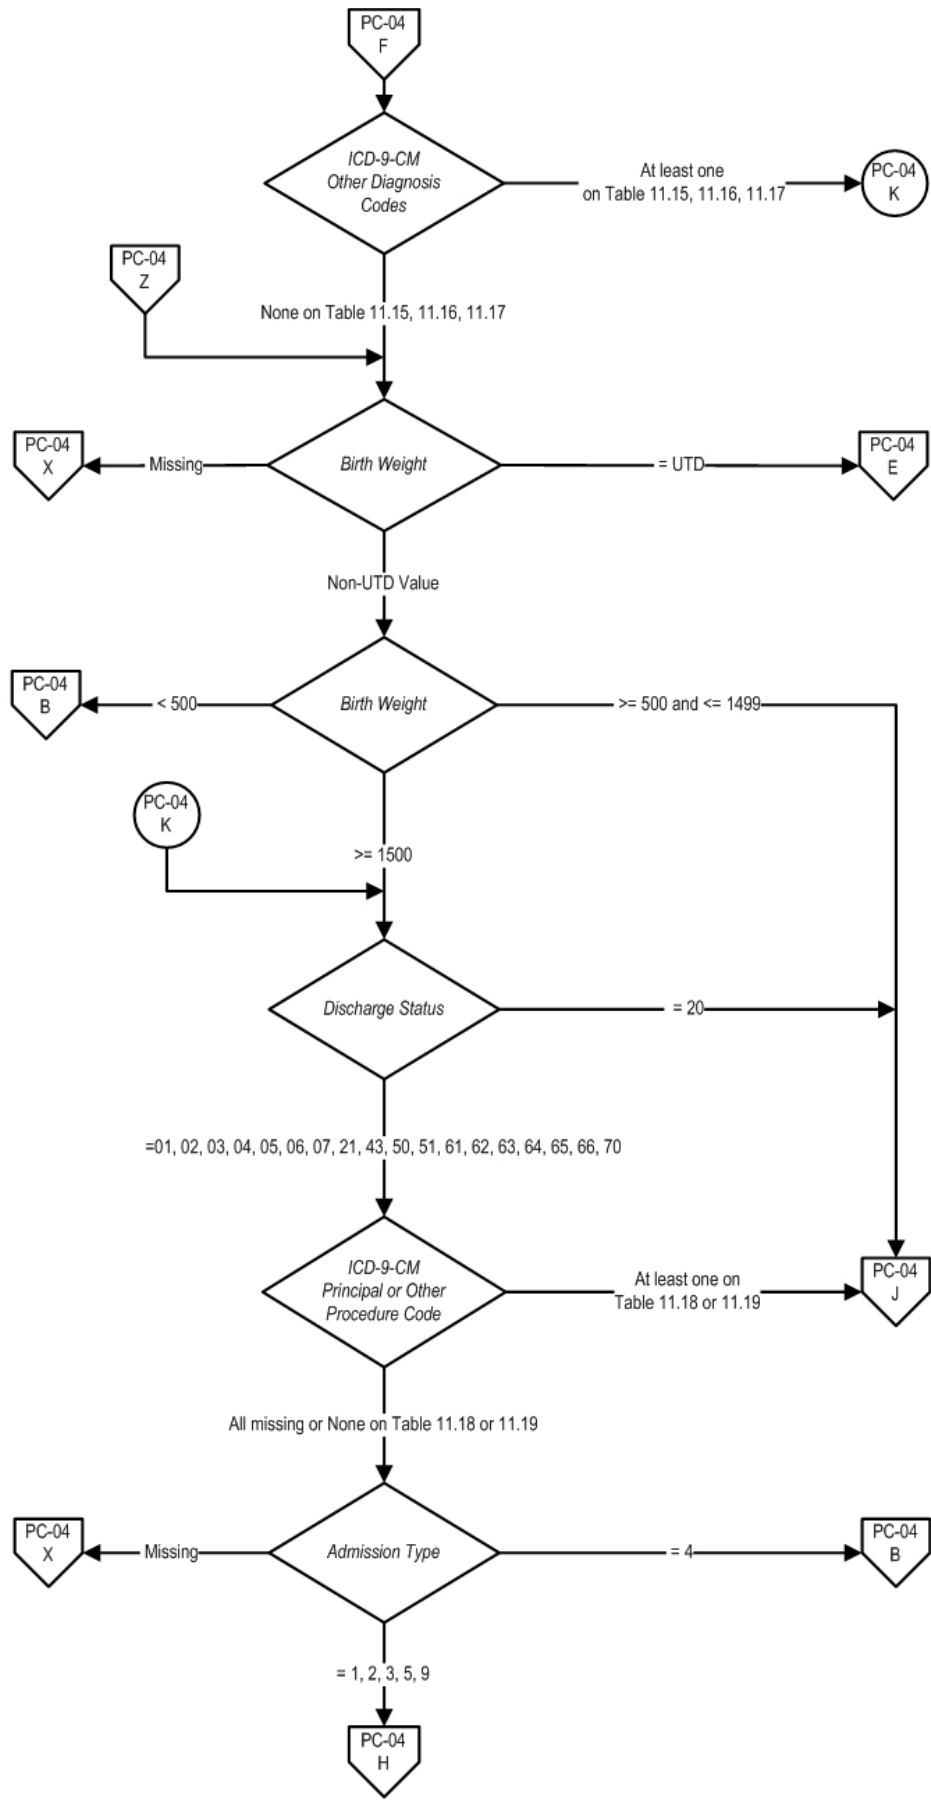 PC-04
F
ICD-9-CM
Other Diagnosis
Codes
At least one
on Table 11.15, 11.16, 11.17
PC-04
K
PC-04
Z
None on Table 11.15, 11.16, 11.17
PC-04
X
Missing
Birth Weight
= UTD
PC-04
E
Non-UTD Value
PC-04
B
< 500
Birth Weight
>= 500 and <= 1499
PC-04
K
>= 1500
Discharge Status
= 20
=01, 02, 03, 04, 05, 06, 07, 21, 43, 50, 51, 61, 62, 63, 64, 65, 66, 70
ICD-9-CM
Principal or Other
Procedure Code
At least one on
Table 11.18 or 11.19
PC-04
J
All missing or None on Table 11.18 or 11.19
PC-04
X
Missing
Admission Type
= 4
PC-04
B
= 1, 2, 3, 5, 9
PC-04
H